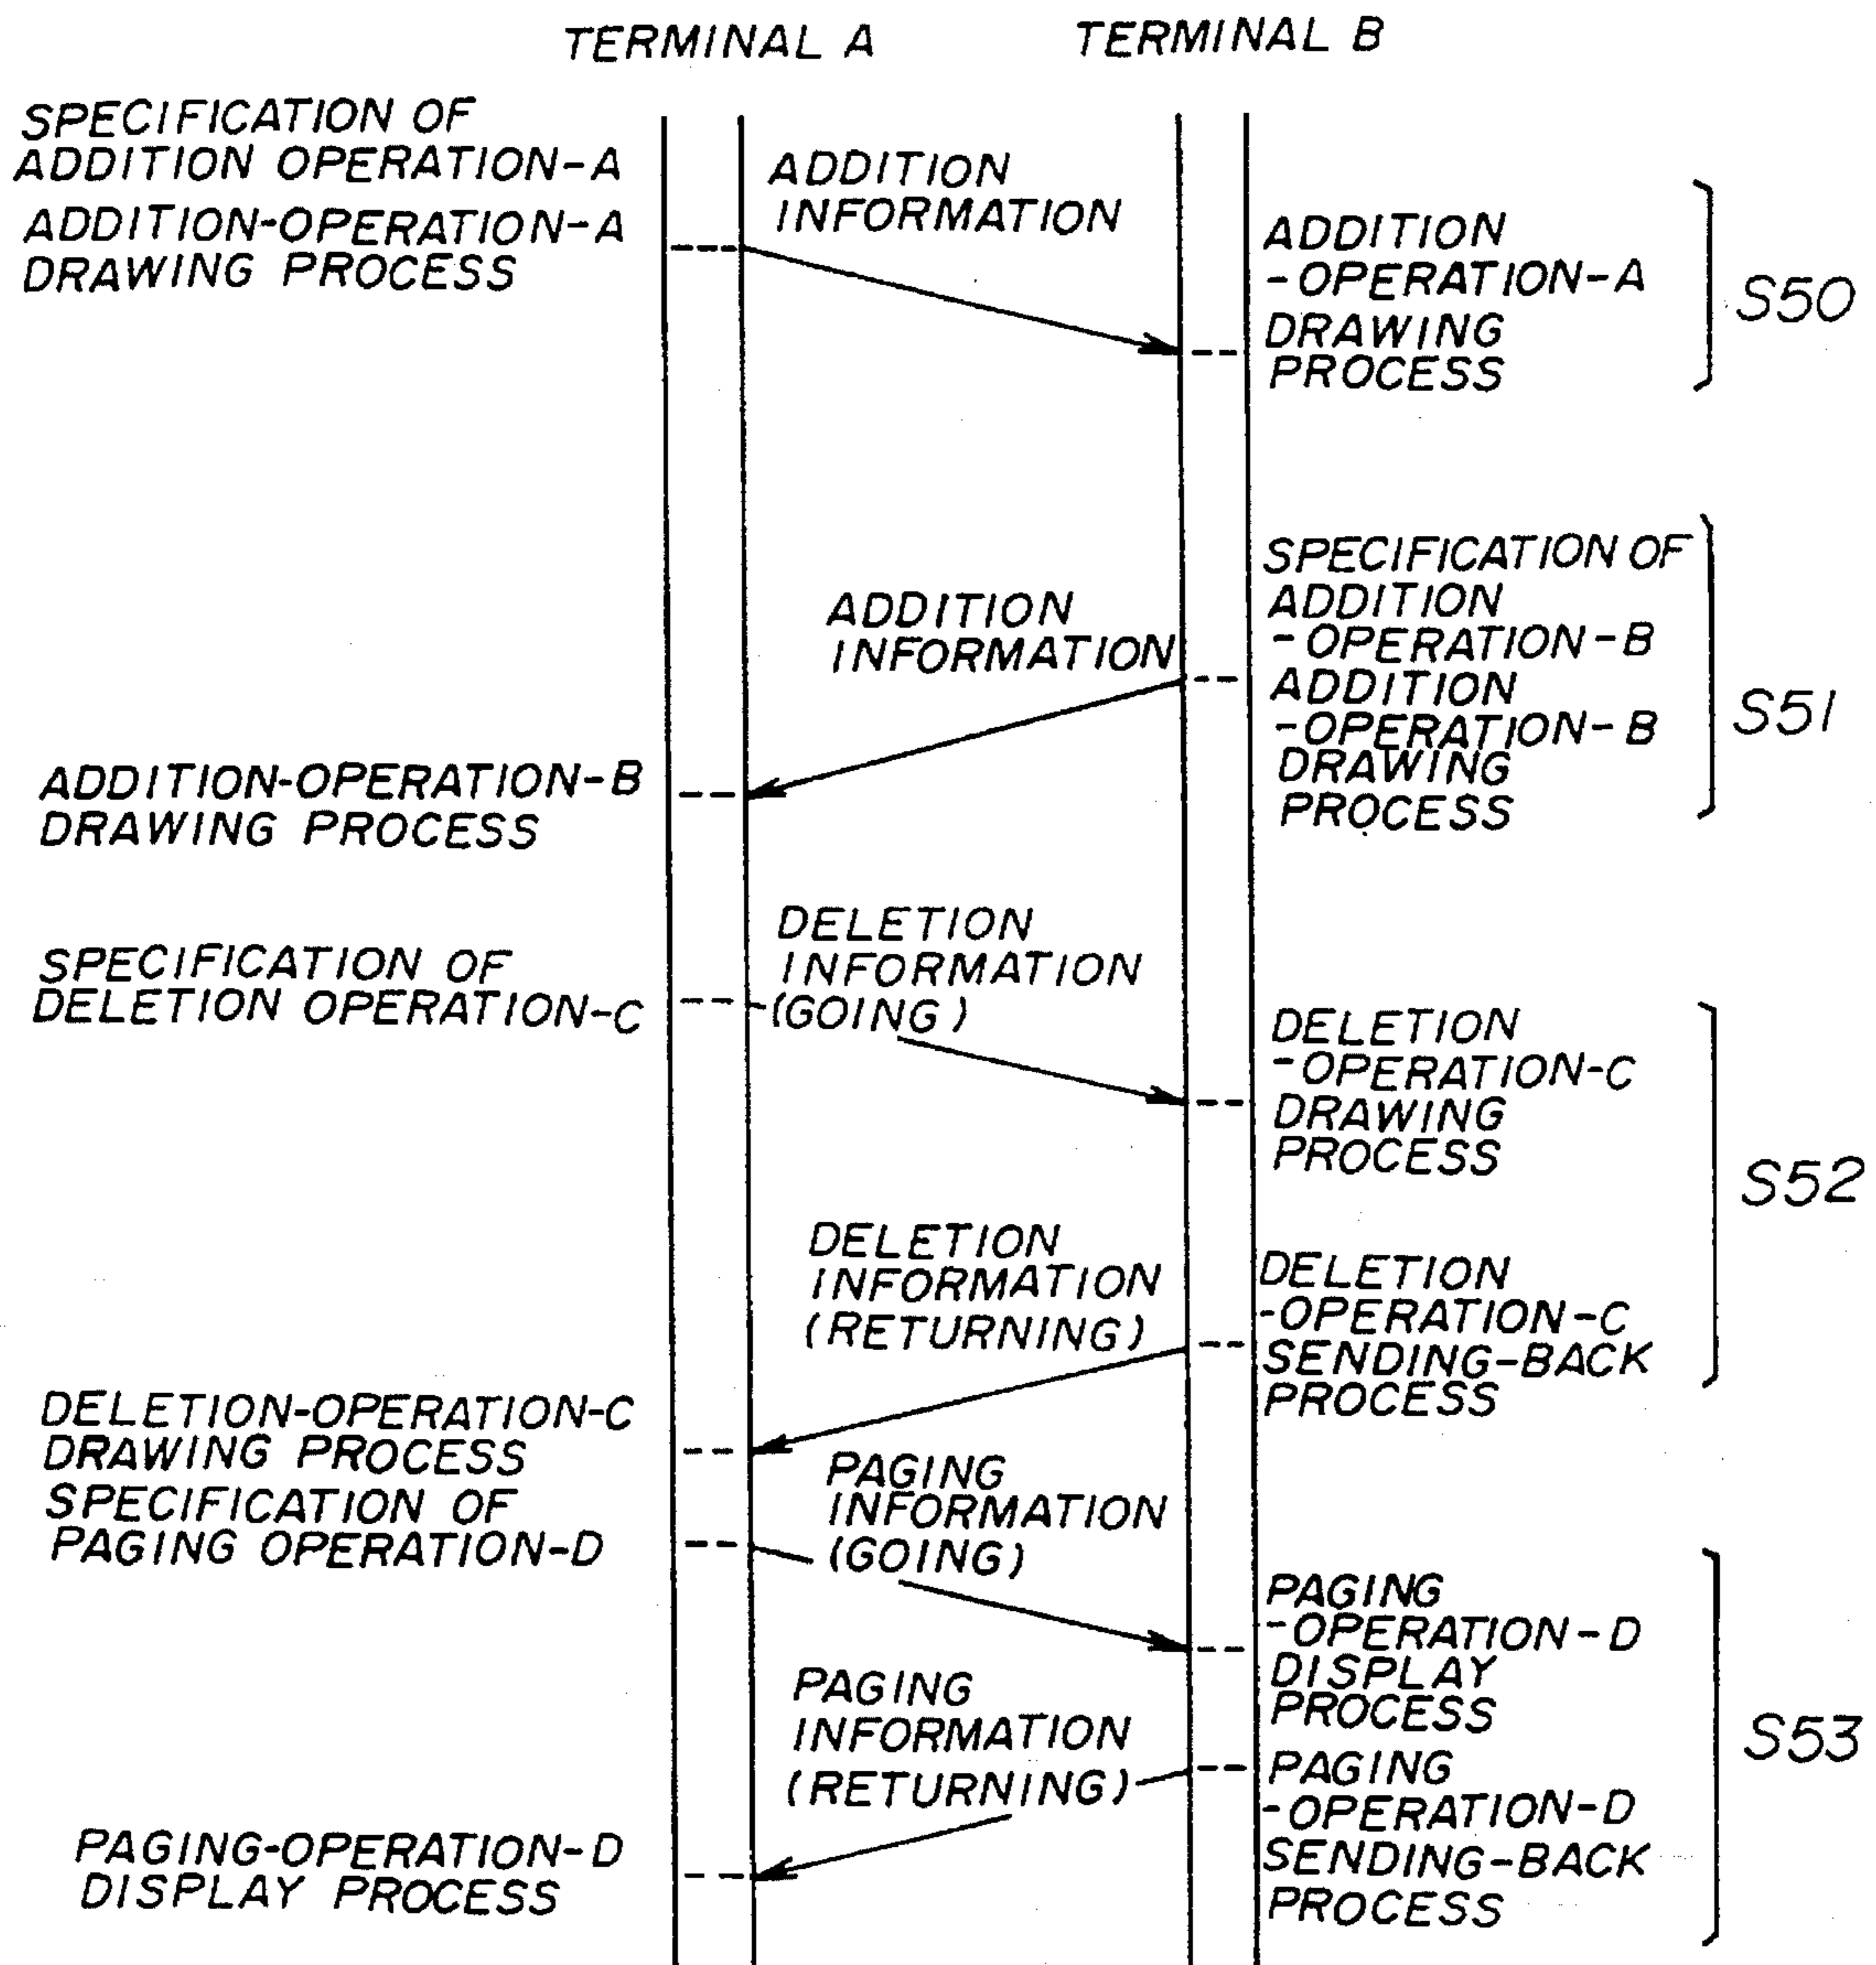 TERMINAL A
TERMINAL B
SPECIFICATION OF
ADDITION OPERATION-A
ADDITION-OPERATION-A
DRAWING PROCESS
ADDITION
INFORMATION
ADDITION
-OPERATION-A
DRAWING
PROCESS
S50
SPECIFICATION OF
ADDITION
-OPERATION-B
ADDITION
-OPERATION-B
DRAWING
PROCESS
S51
ADDITION
INFORMATION
ADDITION-OPERATION-B
DRAWING PROCESS
SPECIFICATION OF
DELETION OPERATION-C
DELETION
INFORMATION
(GOING)
DELETION
-OPERATION-C
DRAWING
PROCESS
S52
DELETION
INFORMATION
(RETURNING)
DELETION
-OPERATION-C
SENDING-BACK
PROCESS
DELETION-OPERATION-C
DRAWING PROCESS
SPECIFICATION OF
PAGING OPERATION-D
PAGING
INFORMATION
(GOING)
PAGING
-OPERATION-D
DISPLAY
PROCESS
S53
PAGING
INFORMATION
(RETURNING)
PAGING
-OPERATION-D
SENDING-BACK
PROCESS
PAGING-OPERATION-D
DISPLAY PROCESS